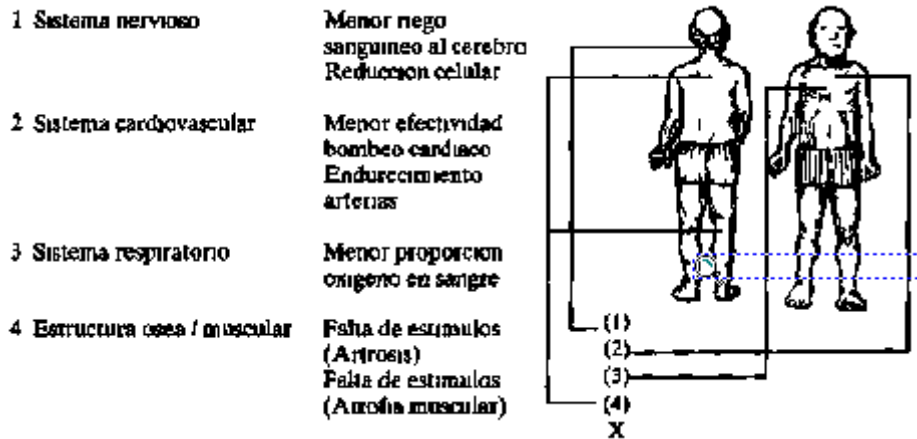 1 Sistema nervioso
Menor riego
sanguineo al cerebro
Reduccion celular
2 Sistema cardiovascular
Menor efectividad
bombeo cardiaco
Endurecimiento
arterias
3 Sistema respiratorio
Menor proporcion
oxigeno en sangre
4 Estructura osea / muscular
Falta de estimulos
(Artrosis)
Falta de estimulos
(Atrofia muscular)
(1)
(2)
(3)
(4)
X